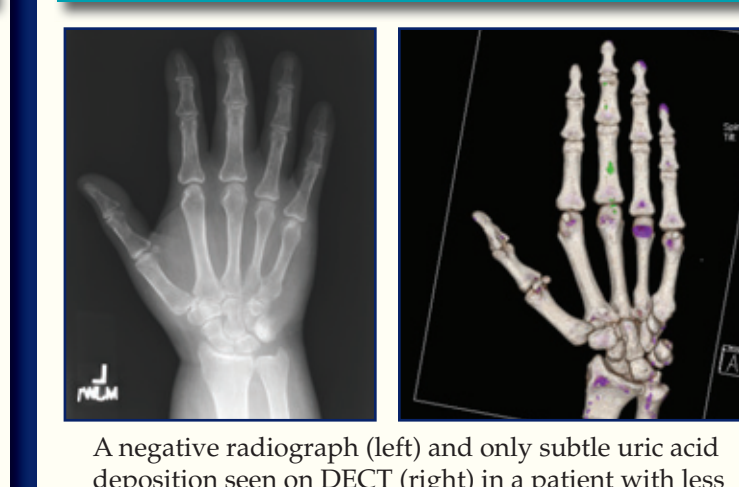 L
A
A negative radiograph (left) and only subtle uric acid
deposition seen on DECT (right) in a patient with less